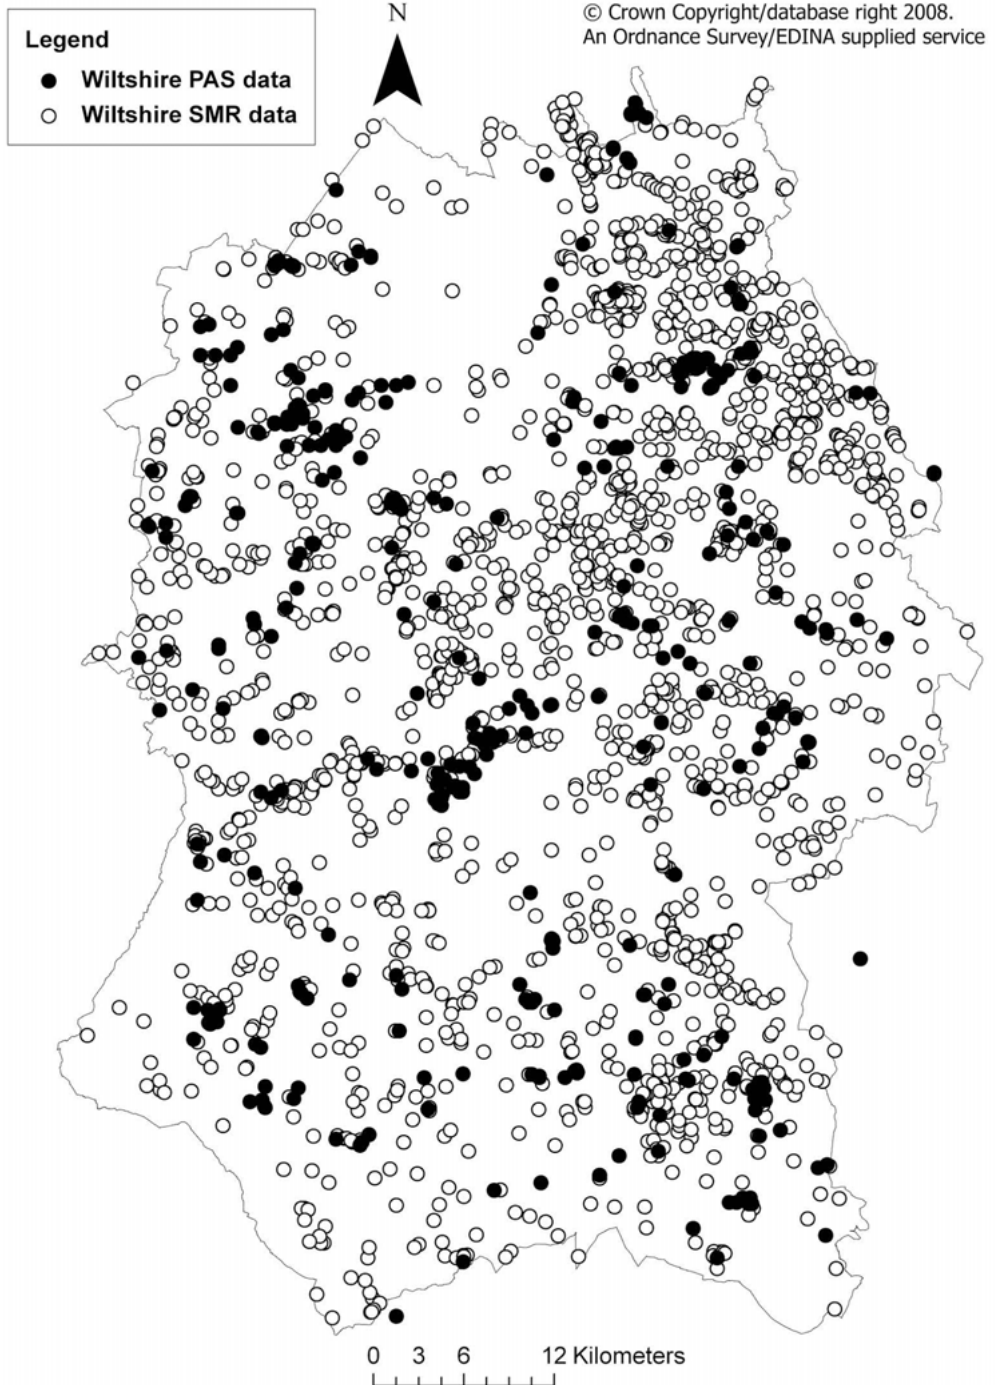 N
© Crown Copyright/database right 2008.
An Ordnance Survey/EDINA supplied service
Legend
Wiltshire PAS data
Wiltshire SMR data
0 3 6 12 Kilometers